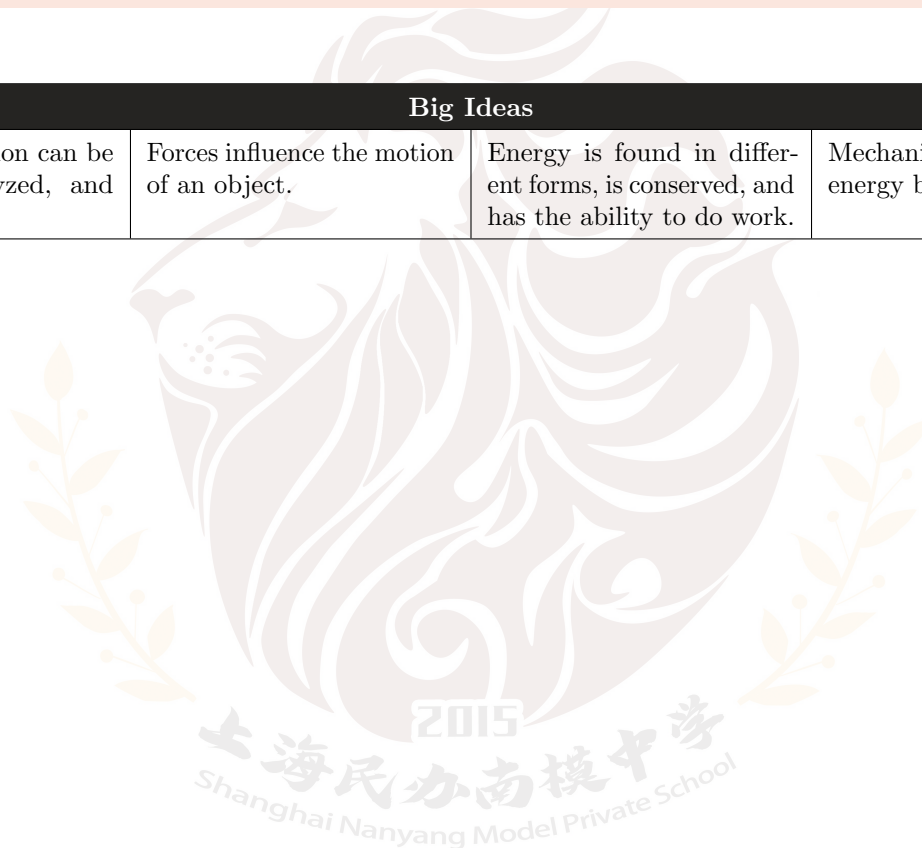 Big Ideas
on can be
yzed, and
Forces influence the motion
of an object.
Energy is found in differ-
ent forms, is conserved, and
has the ability to do work.
Mechani
energy b
2015
上海民办南模中学
Shanghai Nanyang Model Private School